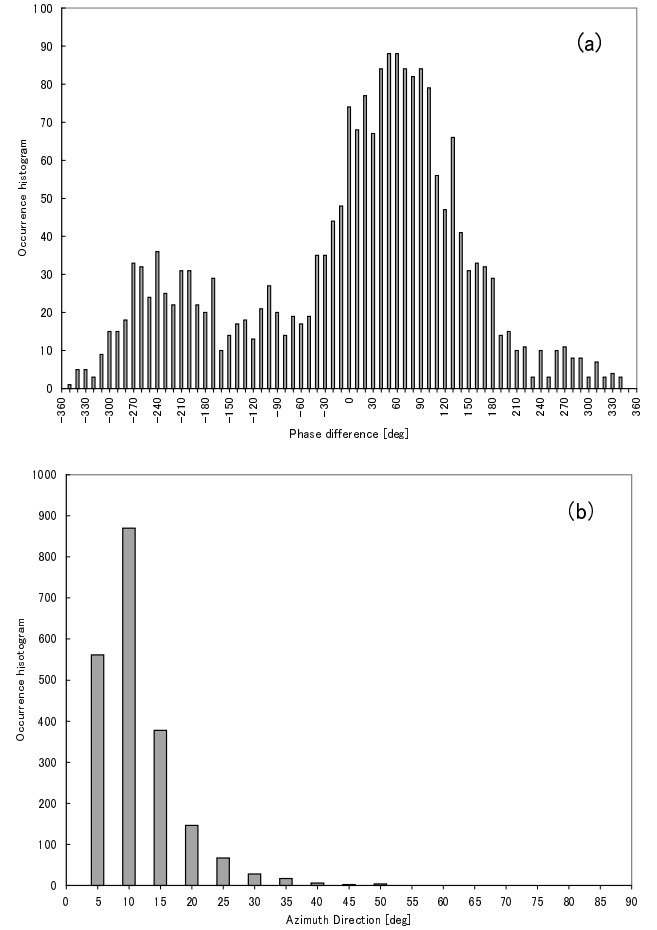 100
90
80
70
60
50
40
30
20
10
0
Occurrence histogram
(a)
-360 -330 -300 -270 -240 -210 -180 -150 -120 -90 -60 -30 0 30 60 90 120 150 180 210 240 270 300 330 360
Phase difference [deg]
1000
900
800
700
600
500
400
300
200
100
0
Occurrence hisotogram
(b)
0 5 10 15 20 25 30 35 40 45 50 55 60 65 70 75 80 85 90
Azimuth Direction [deg]